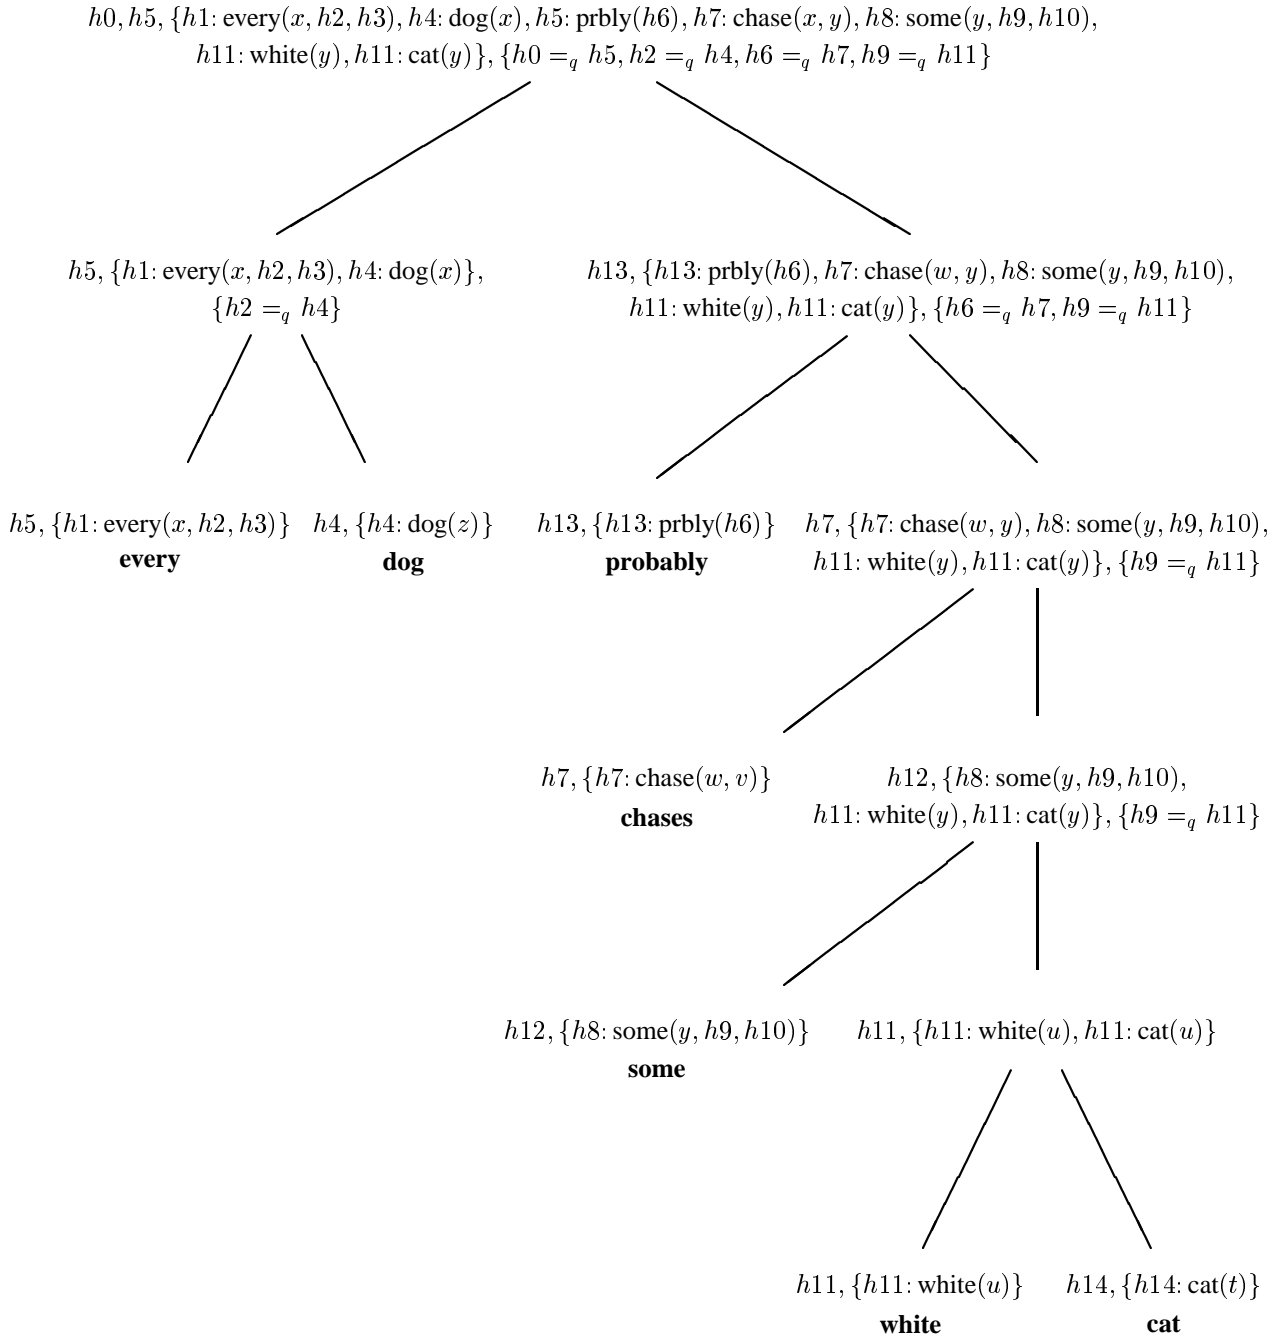 h0, h5, {h1: every(x, h2, h3), h4: dog(x), h5: prbly(h6), h7: chase(x, y), h8: some(y, h9, h10),
h11: white(y), h11: cat(y)}, {h0 =q h5, h2 =q h4, h6 =q h7, h9 =q h11}
h5, {h1: every(x, h2, h3), h4: dog(x)},
{h2 =q h4}
h13, {h13: prbly(h6), h7: chase(w, y), h8: some(y, h9, h10),
h11: white(y), h11: cat(y)}, {h6 =q h7, h9 =q h11}
h5, {h1: every(x, h2, h3)}
every
h4, {h4: dog(z)}
dog
h13, {h13: prbly(h6)}
probably
h7, {h7: chase(w, y), h8: some(y, h9, h10),
h11: white(y), h11: cat(y)}, {h9 =q h11}
h7, {h7: chase(w, v)}
chases
h12, {h8: some(y, h9, h10),
h11: white(y), h11: cat(y)}, {h9 =q h11}
h12, {h8: some(y, h9, h10)}
some
h11, {h11: white(u), h11: cat(u)}
h11, {h11: white(u)}
white
h14, {h14: cat(t)}
cat